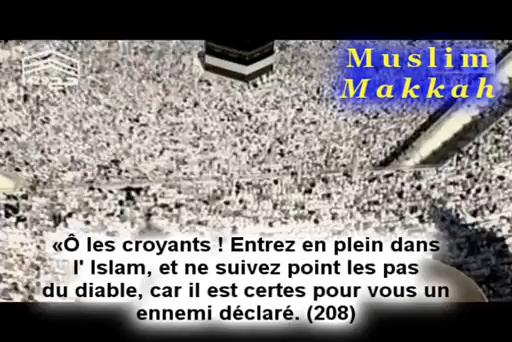 Muslim
Makkah
«Ô les croyants ! Entrez en plein dans
l' Islam, et ne suivez point les pas
du diable, car il est certes pour vous un
ennemi déclaré. (208)